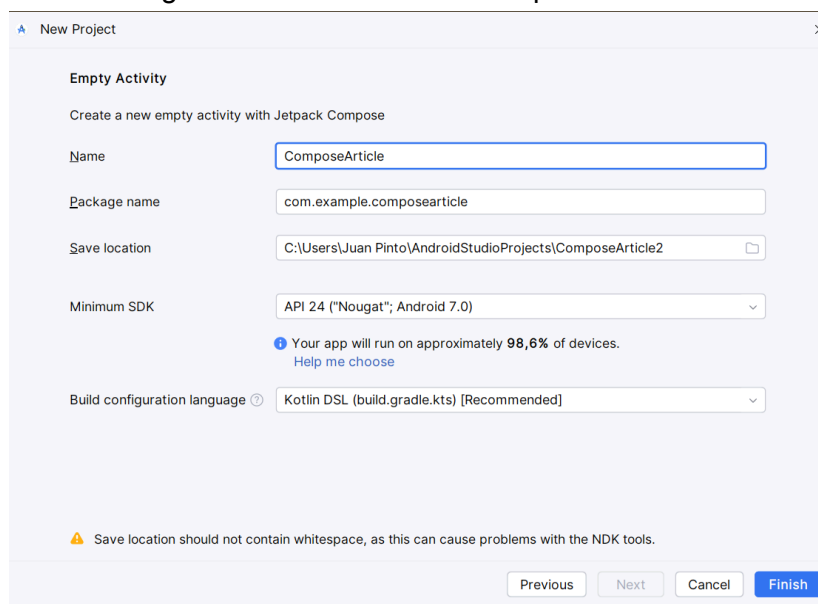 New Project
Empty Activity
Create a new empty activity with Jetpack Compose
Name ComposeArticle
Package name com.example.composearticle
Save location C:\Users\Juan Pinto\AndroidStudioProjects\ComposeArticle2
Minimum SDK API 24 ("Nougat"; Android 7.0)
Your app will run on approximately 98,6% of devices.
Help me choose
Build configuration language Kotlin DSL (build.gradle.kts) [Recommended]
Save location should not contain whitespace, as this can cause problems with the NDK tools.
Previous Next Cancel Finish